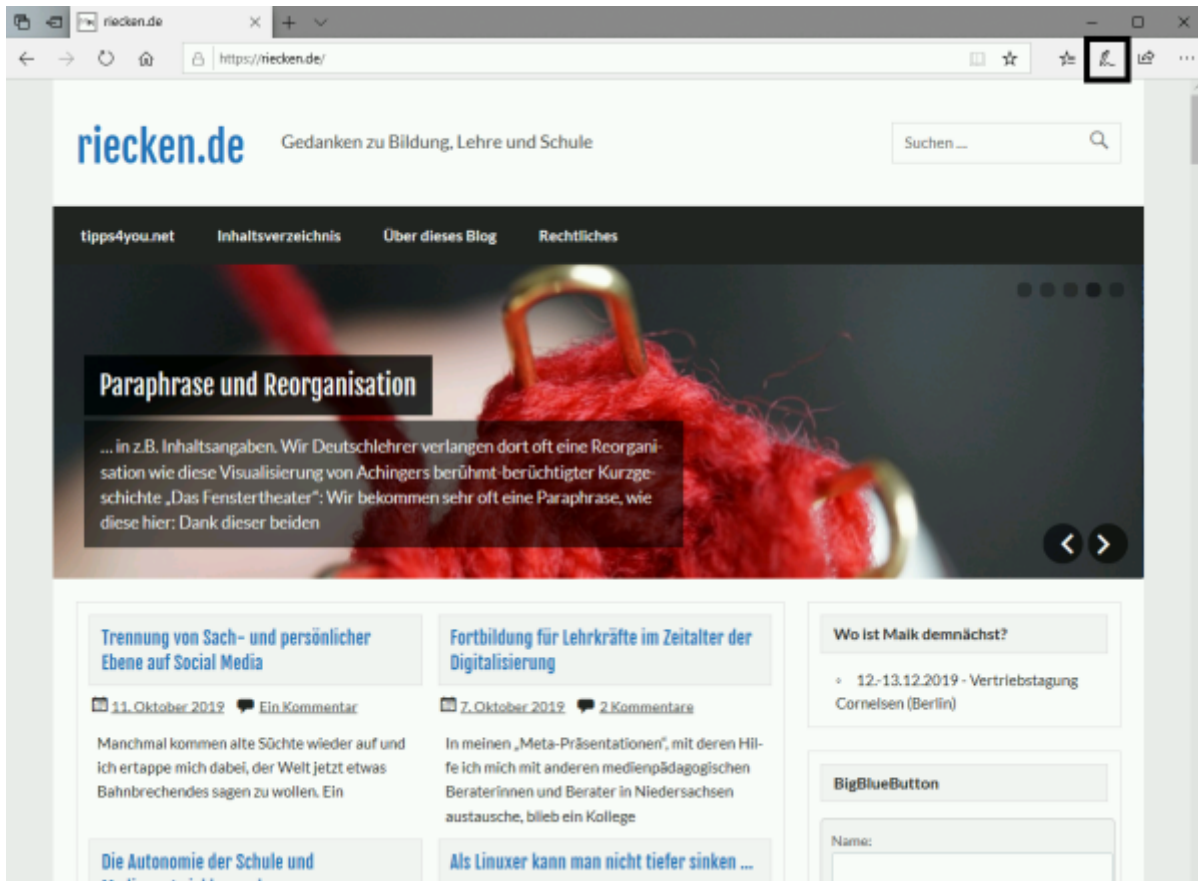 riecken.de
https://riecken.de/
riecken.de
Gedanken zu Bildung, Lehre und Schule
Suchen ...
tipps4you.net
Inhaltsverzeichnis
Über dieses Blog
Rechtliches
Paraphrase und Reorganisation
... in z.B. Inhaltsangaben. Wir Deutschlehrer verlangen dort oft eine Reorgani-
sation wie diese Visualisierung von Achingers berühmt-berüchtigter Kurzge-
schichte „Das Fenstertheater“: Wir bekommen sehr oft eine Paraphrase, wie
diese hier: Dank dieser beiden
Trennung von Sach- und persönlicher
Ebene auf Social Media
11. Oktober 2019 Ein Kommentar
Manchmal kommen alte Süchte wieder auf und
ich ertappe mich dabei, der Welt jetzt etwas
Bahnbrechendes sagen zu wollen. Ein
Die Autonomie der Schule und
Fortbildung für Lehrkräfte im Zeitalter der
Digitalisierung
7. Oktober 2019 2 Kommentare
In meinen „Meta-Präsentationen“, mit deren Hil-
fe ich mich mit anderen medienpädagogischen
Beraterinnen und Berater in Niedersachsen
austausche, blieb ein Kollege
Als Linuxer kann man nicht tiefer sinken ...
Wo ist Maik demnächst?
12.-13.12.2019 - Vertriebstagung
Cornelsen (Berlin)
BigBlueButton
Name: